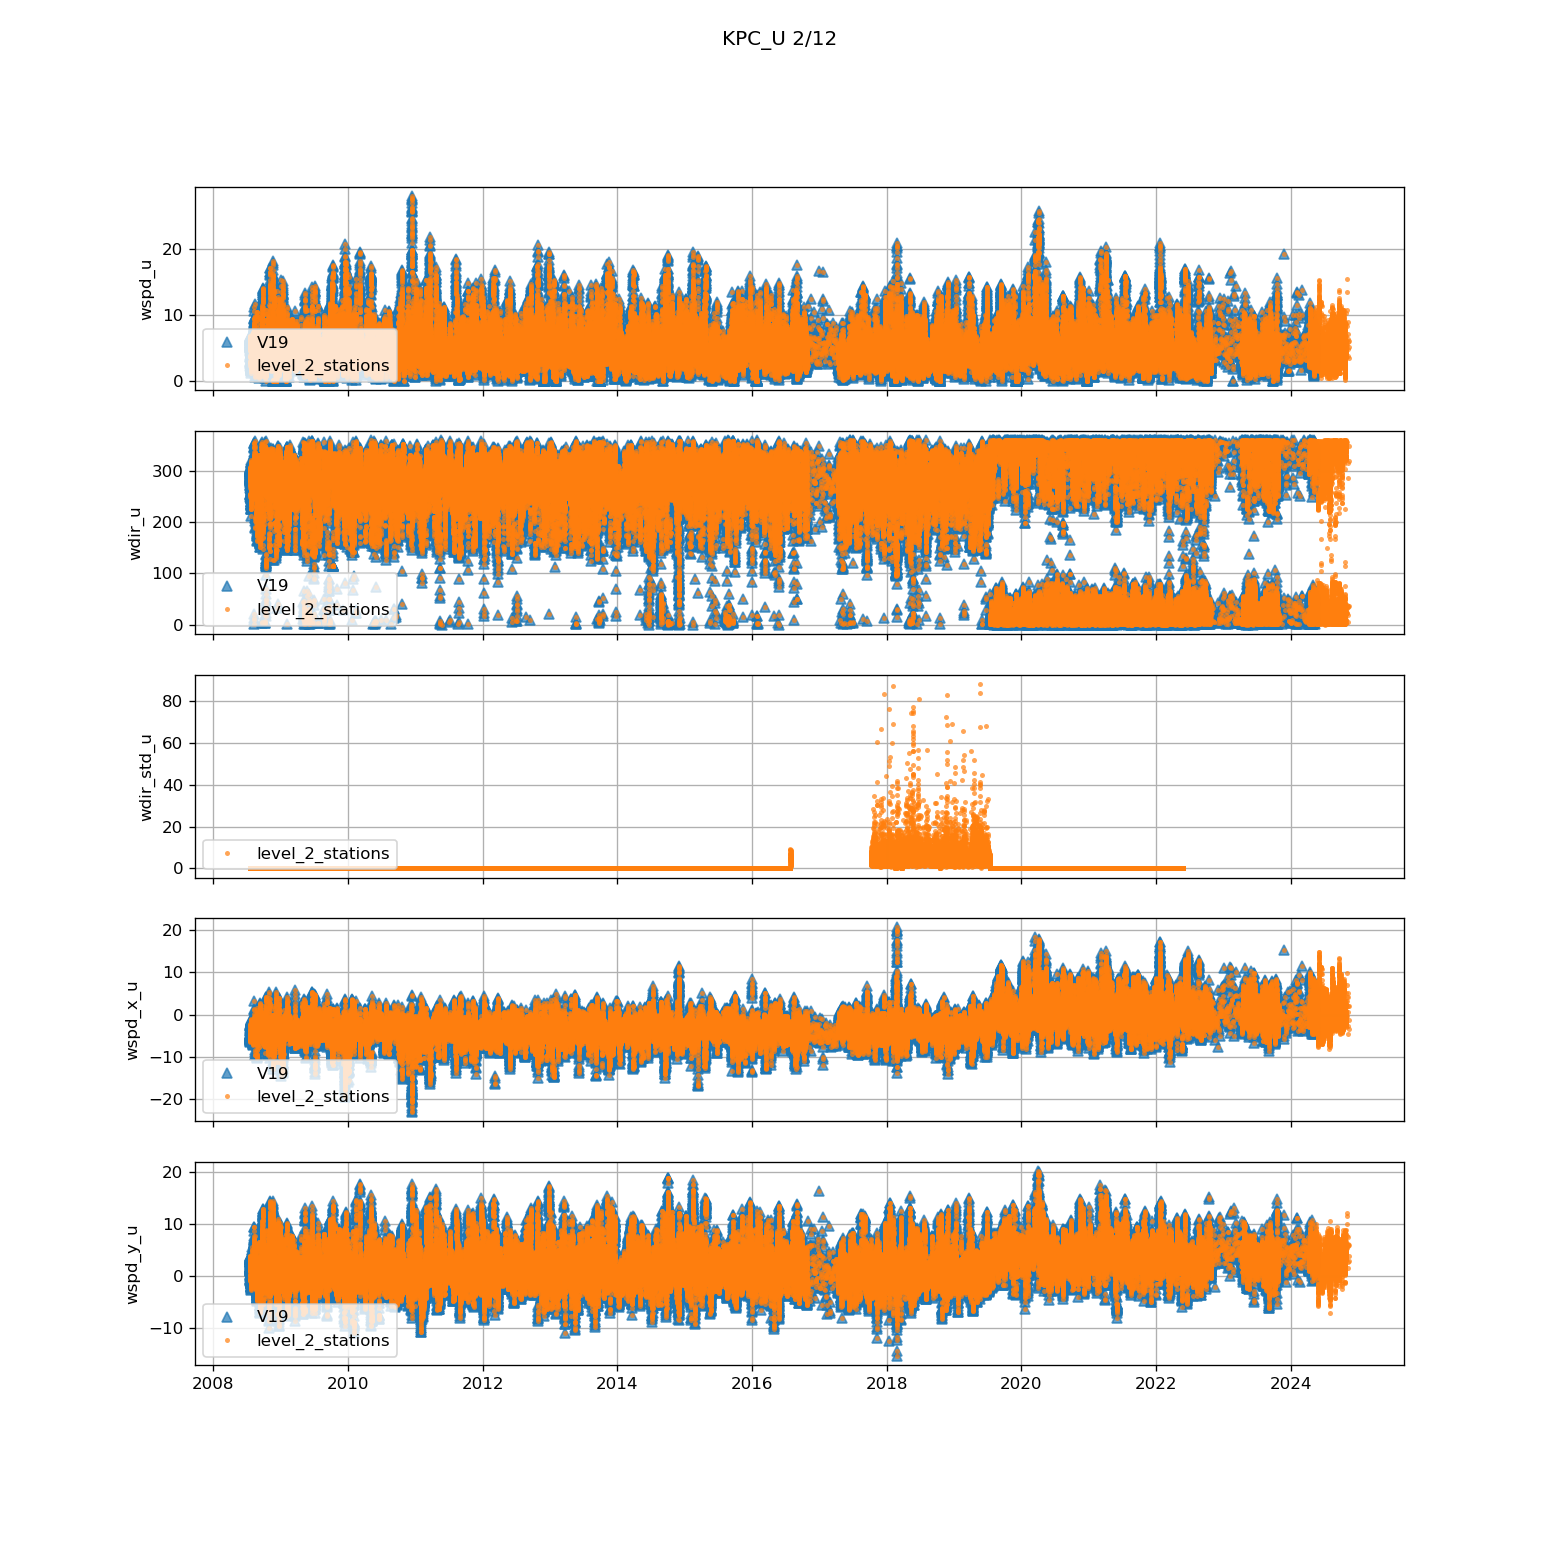 KPC_U 2/12
wspd_u
20
10
0
V19
level_2_stations
wdir_u
300
200
100
0
V19
level_2_stations
wdir_std_u
80
60
40
20
0
level_2_stations
wspd_x_u
20
10
0
−10
−20
V19
level_2_stations
wspd_y_u
20
10
0
−10
V19
level_2_stations
2008 2010 2012 2014 2016 2018 2020 2022 2024